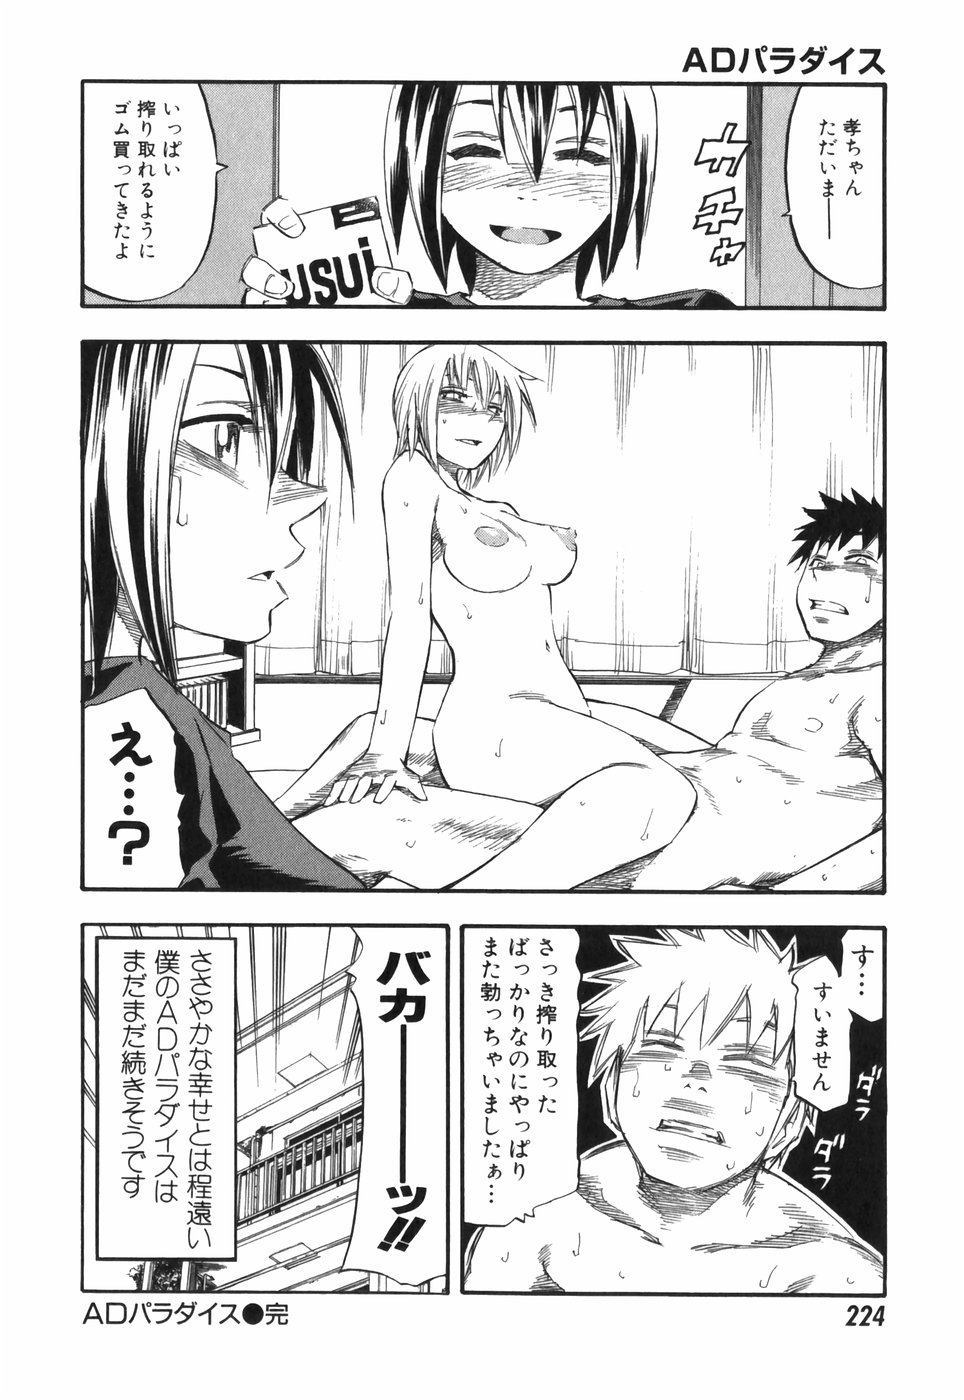 ADパラダイス
孝ちゃん
ただいま――
ウキャキャ
いっぱい
搾り取れるように
ゴム買ってきたよ
usui
え…?
す…
すいません
ダラ
ダラ
さっき搾り取った
ばっかりなのにやっぱり
また勃っちゃいましたぁ…
バカ――――ッ!!
ささやかな幸せとは程遠い
僕のADパラダイスは
まだまだ続きそうです
ADパラダイス●完
224